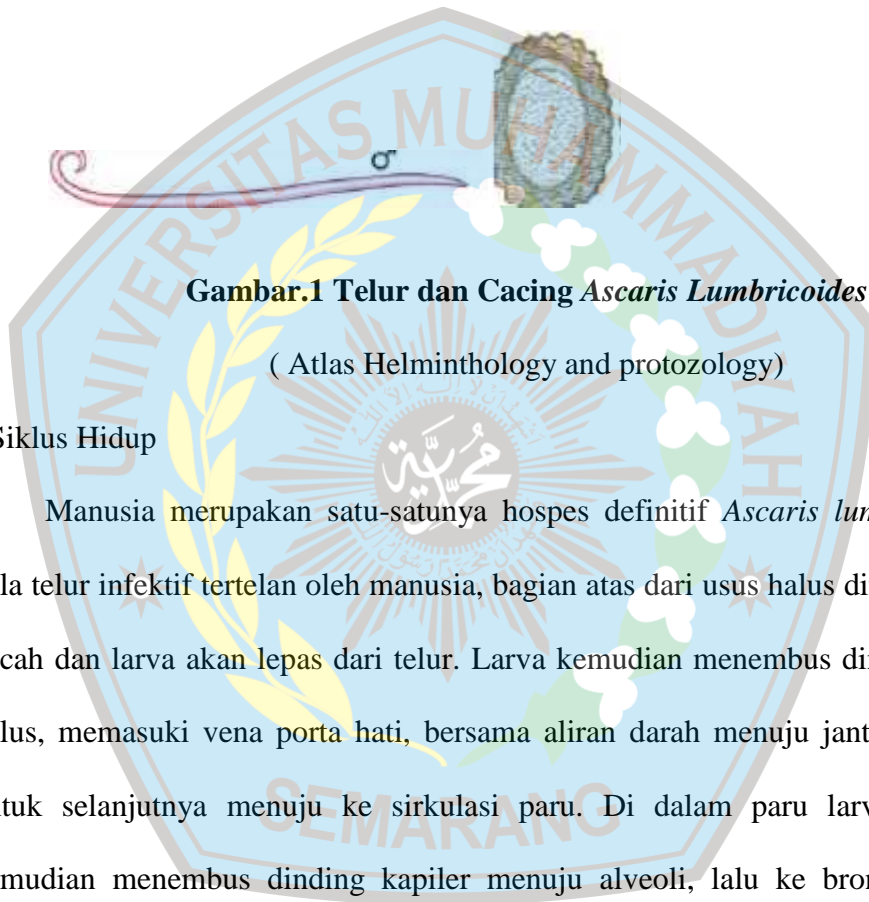 UNIVERSITAS MUHAMMADIYAH
♂
Gambar.1 Telur dan Cacing Ascaris Lumbricoides
( Atlas Helminthology and protozology)
Siklus Hidup
Manusia merupakan satu-satunya hospes definitif Ascaris lum
la telur infektif tertelan oleh manusia, bagian atas dari usus halus di
cah dan larva akan lepas dari telur. Larva kemudian menembus di
lus, memasuki vena porta hati, bersama aliran darah menuju jant
tuk selanjutnya menuju ke sirkulasi paru. Di dalam paru larv
SEMARANG
mudian menembus dinding kapiler menuju alveoli, lalu ke bron